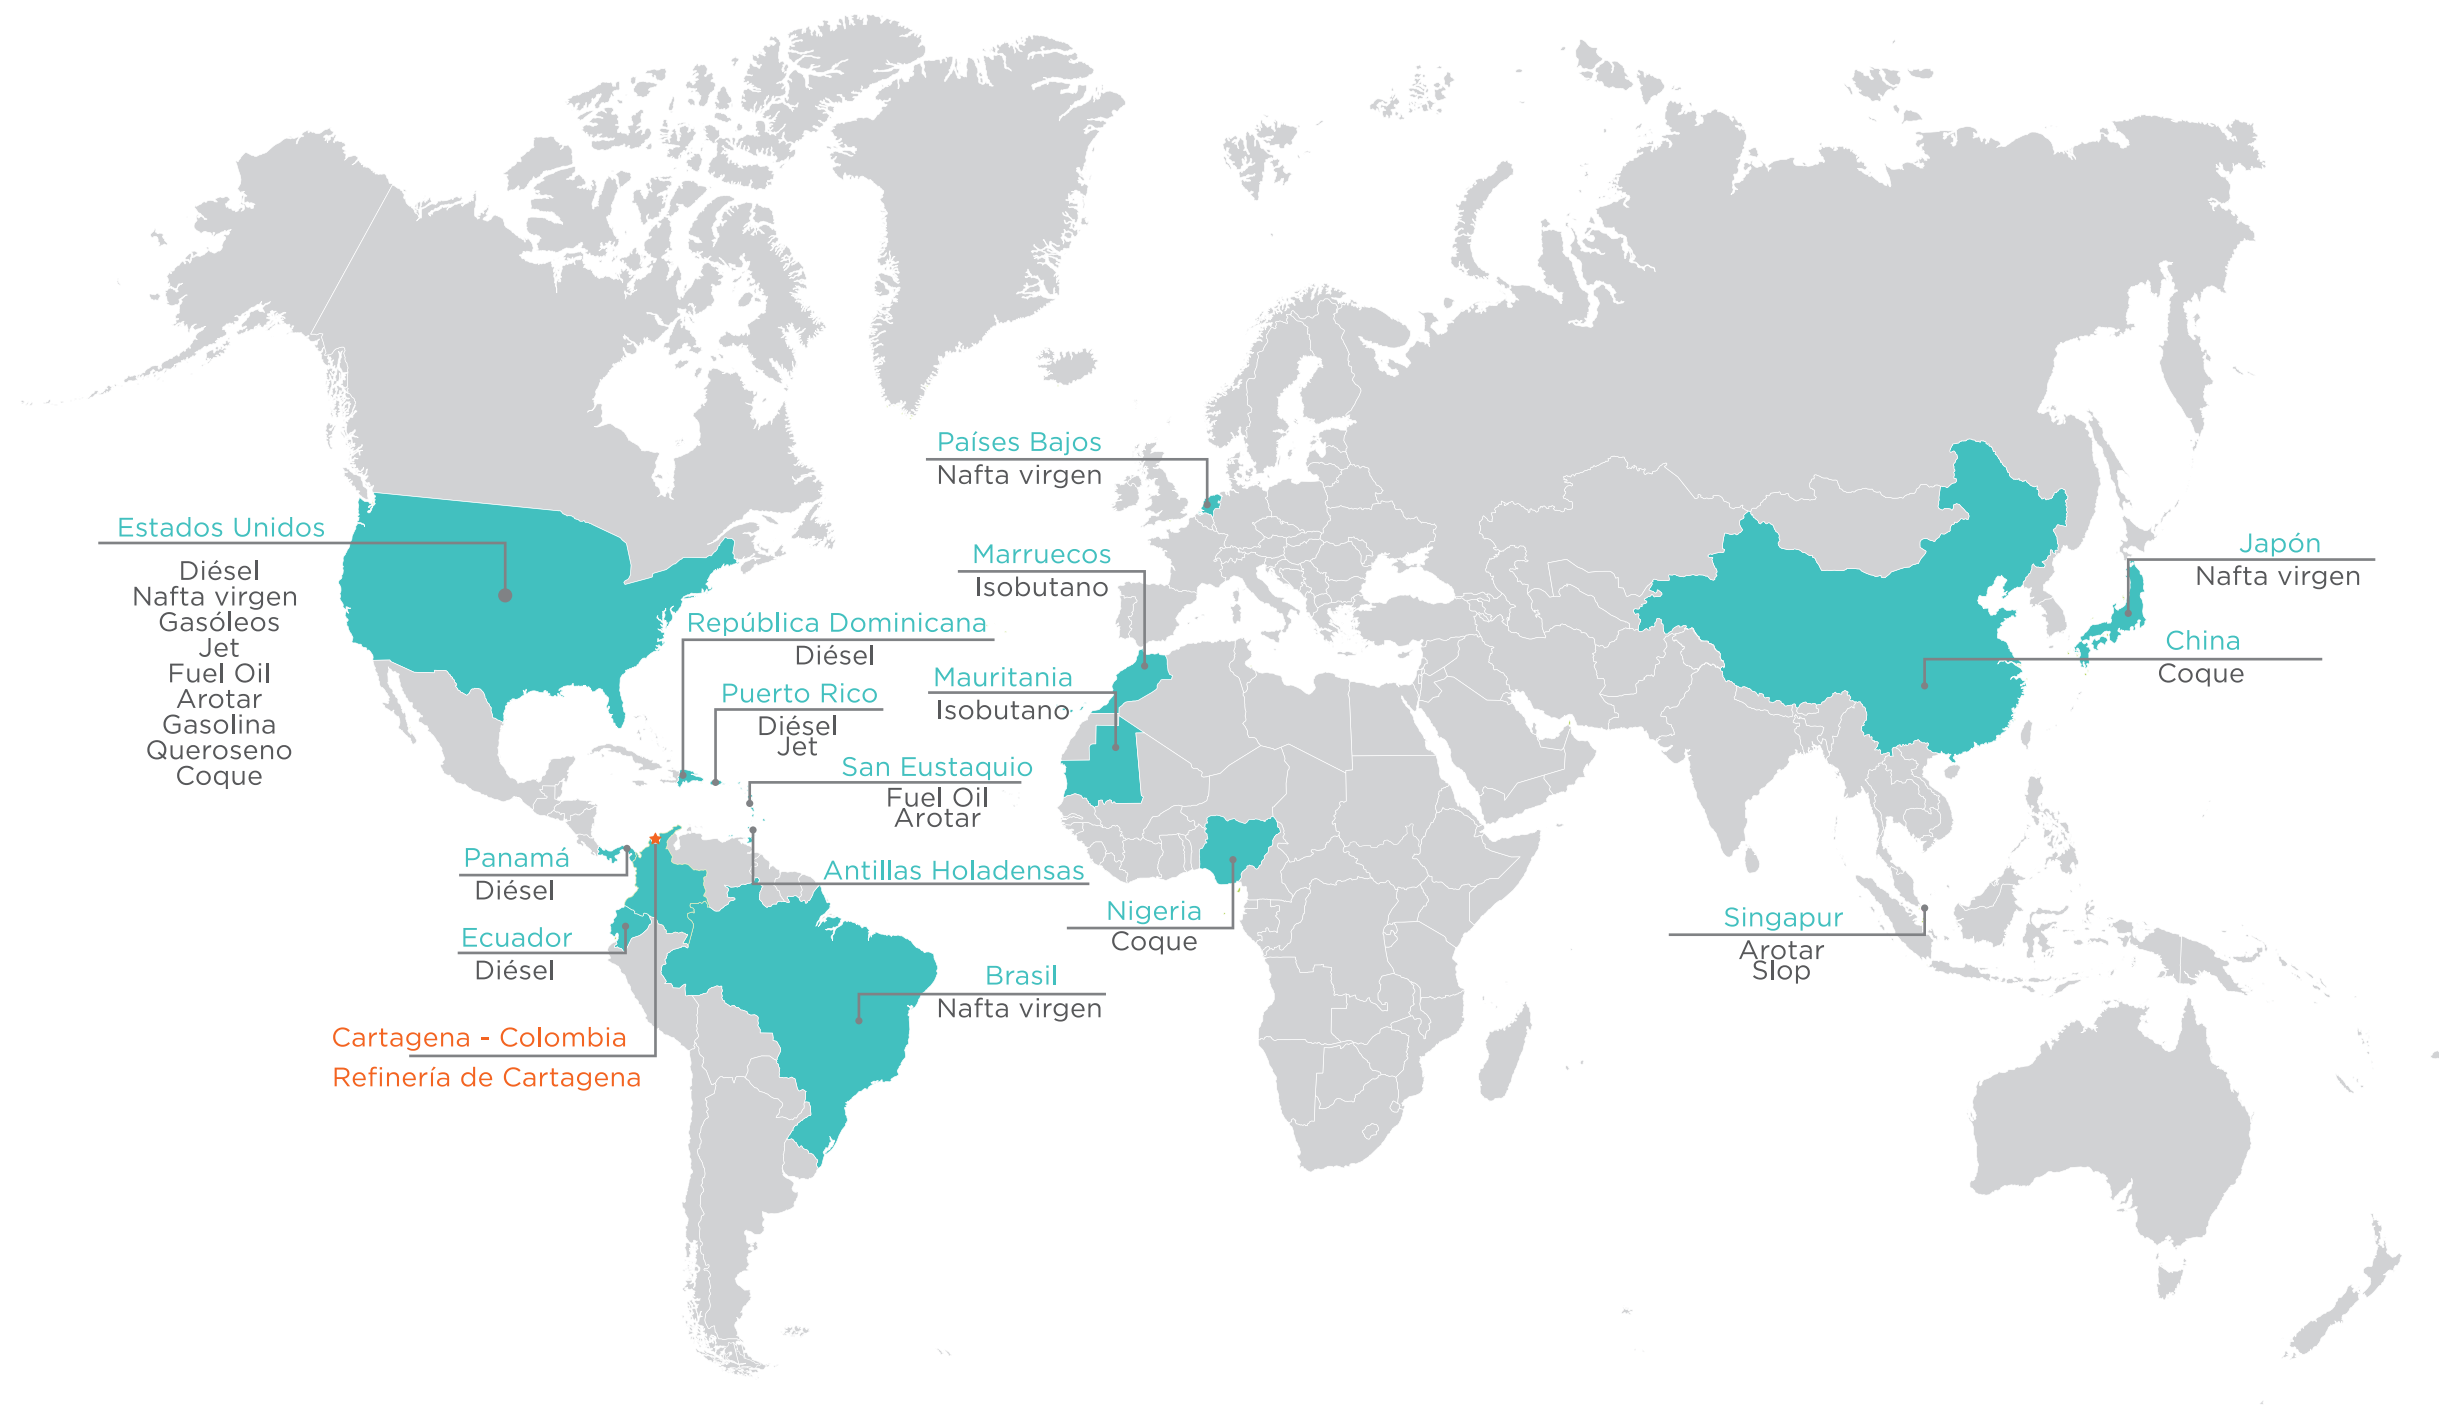 Países Bajos
Nafta virgen
Estados Unidos
Diésel
Nafta virgen
Gasóleos
Jet
Fuel Oil
Arotar
Gasolina
Queroseno
Coque
Marruecos
Isobutano
Japón
Nafta virgen
República Dominicana
Diésel
China
Coque
Mauritania
Isobutano
Puerto Rico
Diésel
Jet
San Eustaquio
Fuel Oil
Arotar
Panamá
Diésel
Antillas Holadensas
Nigeria
Coque
Singapur
Arotar
Slop
Ecuador
Diésel
Brasil
Nafta virgen
Cartagena - Colombia
Refinería de Cartagena